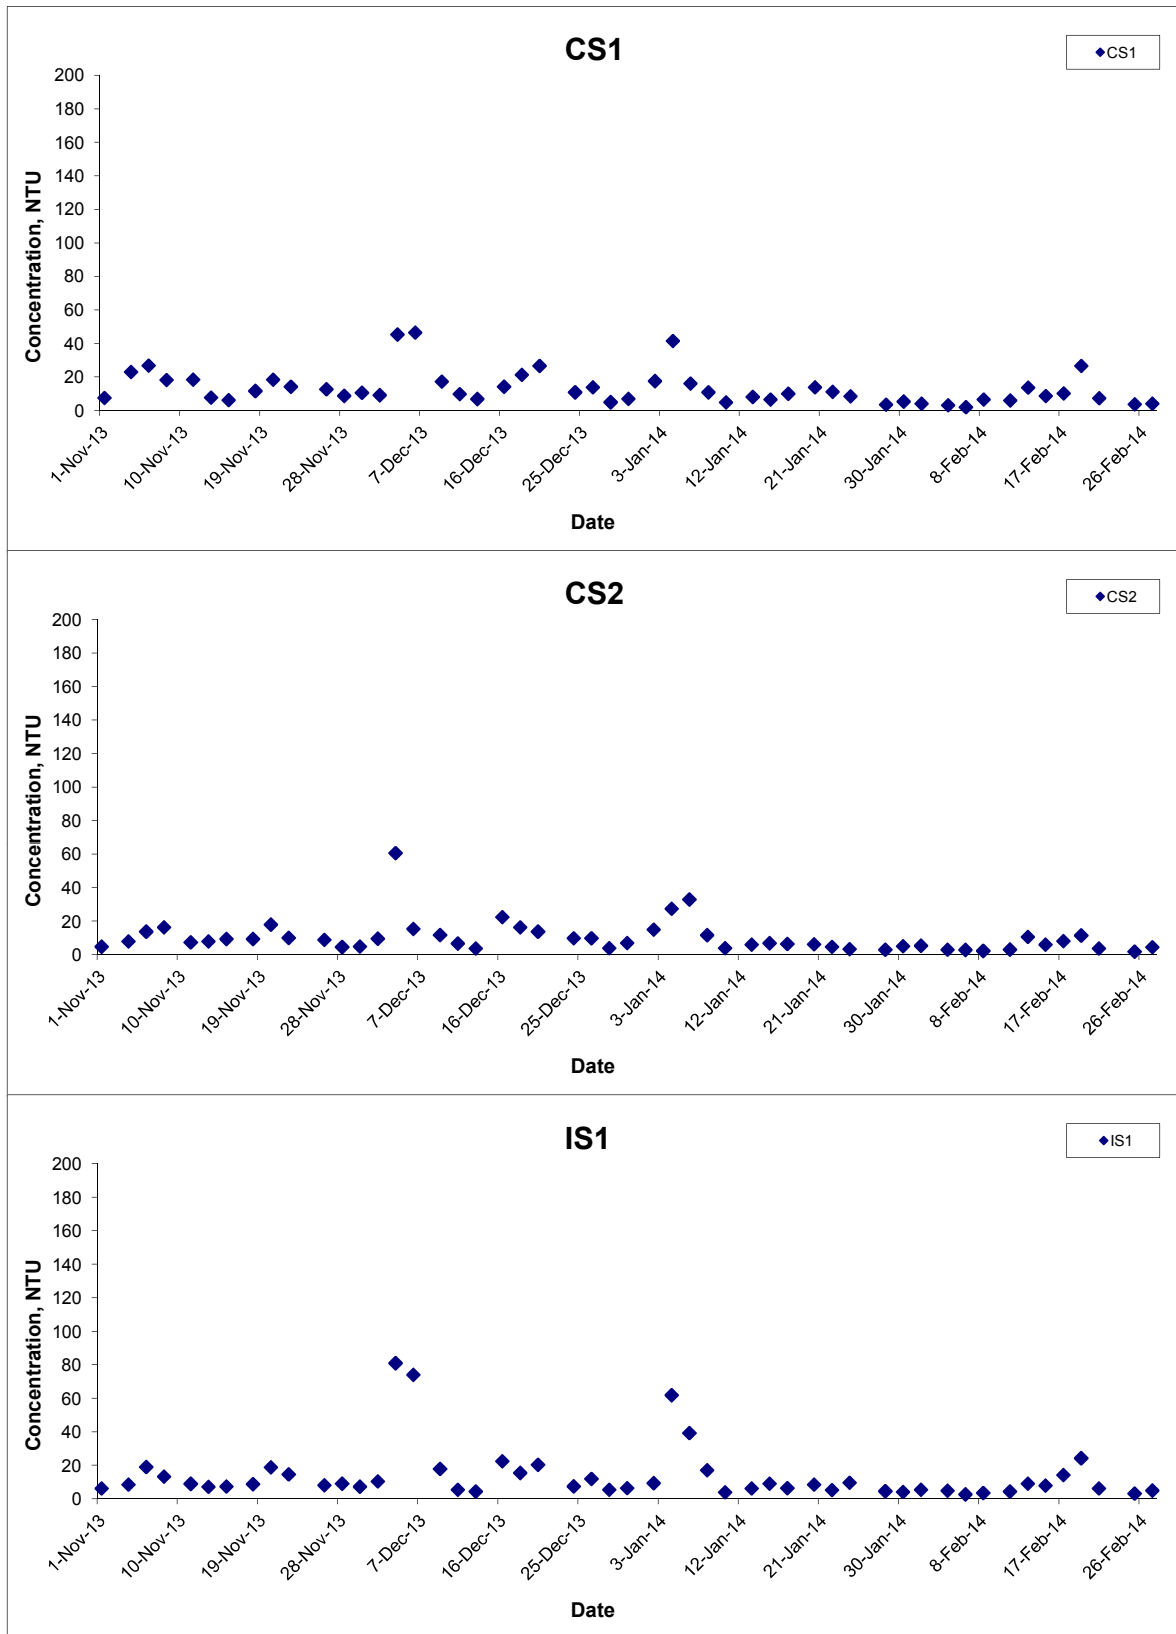 CS1
CS1
200
180
160
140
120
100
80
60
40
20
0
Concentration, NTU
1-Nov-13
10-Nov-13
19-Nov-13
28-Nov-13
7-Dec-13
16-Dec-13
25-Dec-13
3-Jan-14
12-Jan-14
21-Jan-14
30-Jan-14
8-Feb-14
17-Feb-14
26-Feb-14
Date
CS2
CS2
200
180
160
140
120
100
80
60
40
20
0
Concentration, NTU
1-Nov-13
10-Nov-13
19-Nov-13
28-Nov-13
7-Dec-13
16-Dec-13
25-Dec-13
3-Jan-14
12-Jan-14
21-Jan-14
30-Jan-14
8-Feb-14
17-Feb-14
26-Feb-14
Date
IS1
IS1
200
180
160
140
120
100
80
60
40
20
0
Concentration, NTU
1-Nov-13
10-Nov-13
19-Nov-13
28-Nov-13
7-Dec-13
16-Dec-13
25-Dec-13
3-Jan-14
12-Jan-14
21-Jan-14
30-Jan-14
8-Feb-14
17-Feb-14
26-Feb-14
Date